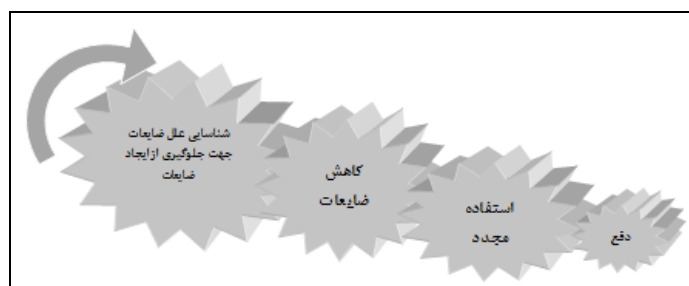 شناسایی علل ضایعات
جهت جلوگیری از ایجاد
ضایعات
کاهش
ضایعات
استفاده
مجدد
دفع